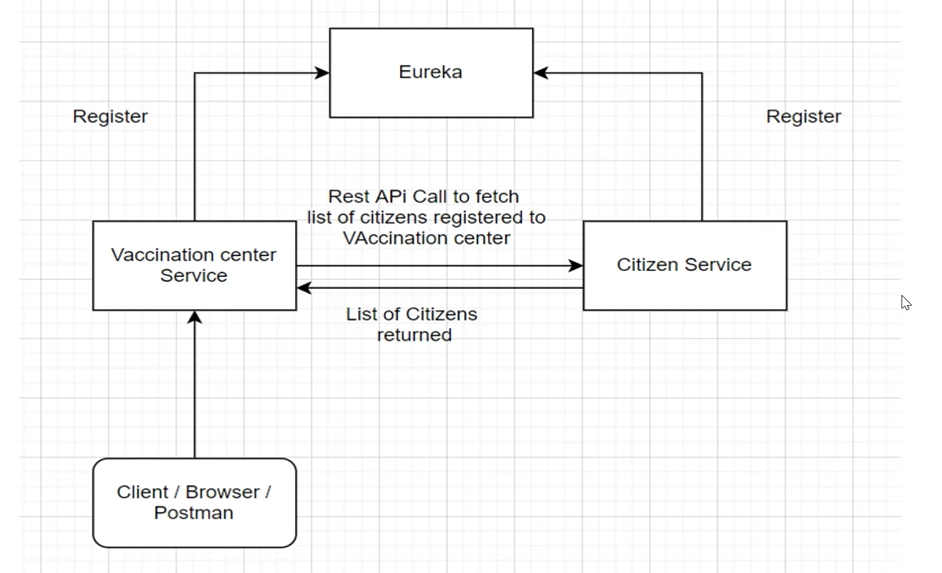 Eureka
Register
Register
Rest APi Call to fetch
list of citizens registered to
VAccination center
Vaccination center
Service
Citizen Service
List of Citizens
returned
Client / Browser /
Postman